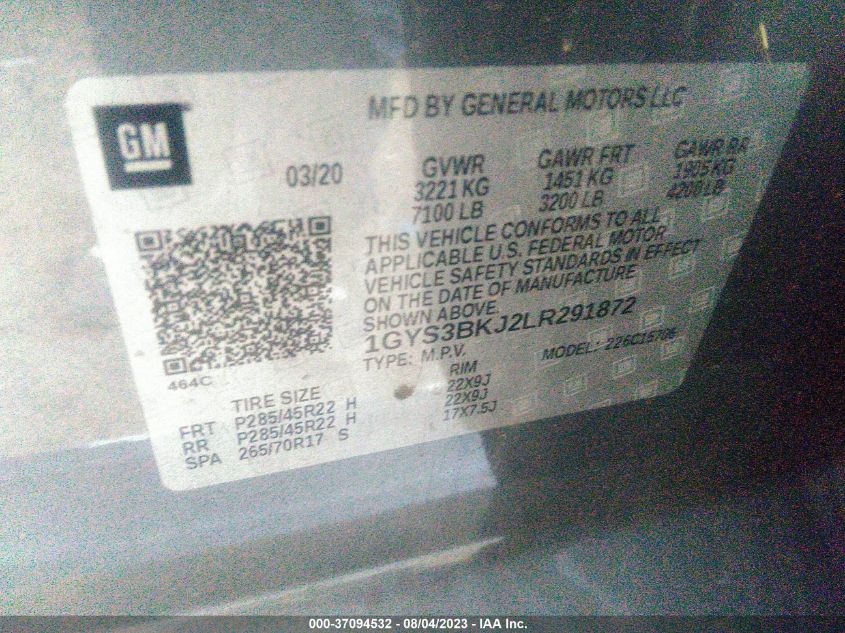 MFD BY GENERAL MOTORS LLC
GM
03/20
GVWR GAWR FRT GAWR RR
3221 KG 1451 KG 1905 KG
7100 LB 3200 LB 4200 LB
THIS VEHICLE CONFORMS TO ALL
APPLICABLE U.S. FEDERAL MOTOR
VEHICLE SAFETY STANDARDS IN EFFECT
ON THE DATE OF MANUFACTURE
SHOWN ABOVE.
1GYS3BKJ2LR291872
TYPE: M.P.V. MODEL: 226C15706
464C
TIRE SIZE RIM
FRT P285/45R22 H 22X9J
RR P285/45R22 H 22X9J
SPA 265/70R17 S 17X7.5J
000-37094532 - 08/04/2023 - IAA Inc.